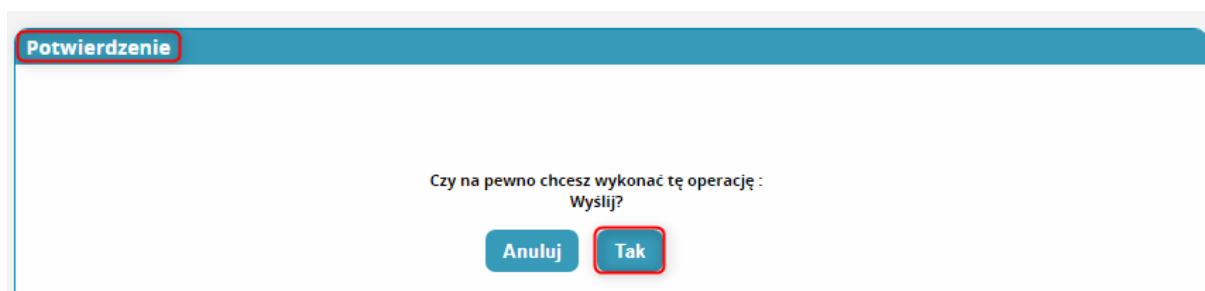 Potwierdzenie
Czy na pewno chcesz wykonać tę operację :
Wyślij?
Anuluj Tak